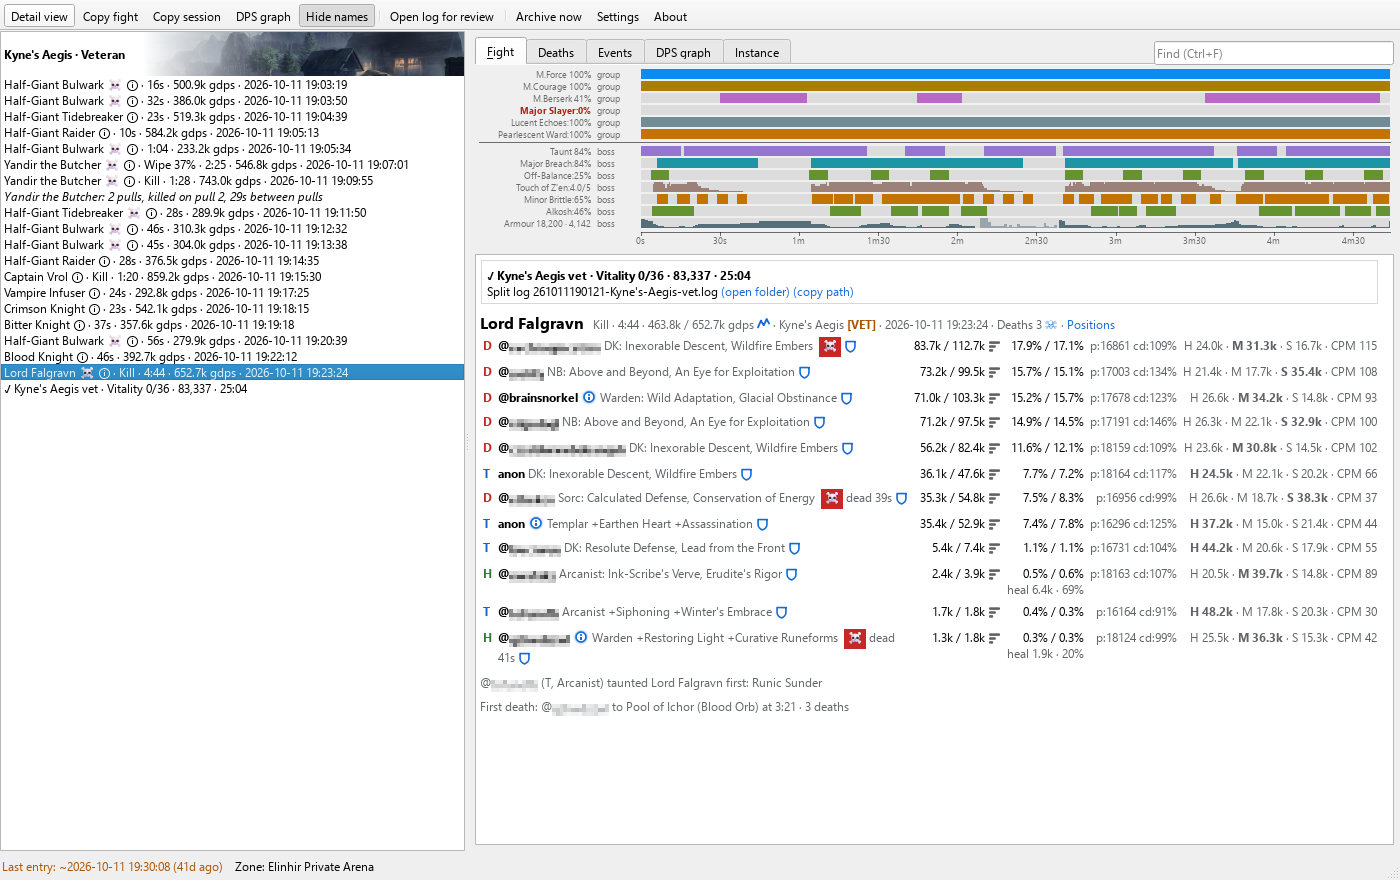 Detail view Copy fight Copy session DPS graph Hide names Open log for review Archive now Settings About
Kyne's Aegis · Veteran
Half-Giant Bulwark · 16s · 500.9k gdps · 2026-10-11 19:03:19
Half-Giant Bulwark · 32s · 386.0k gdps · 2026-10-11 19:03:50
Half-Giant Tidebreaker · 23s · 519.3k gdps · 2026-10-11 19:04:39
Half-Giant Raider · 10s · 584.2k gdps · 2026-10-11 19:05:13
Half-Giant Bulwark · 1:04 · 233.2k gdps · 2026-10-11 19:05:34
Yandir the Butcher · Wipe 37% · 2:25 · 546.8k gdps · 2026-10-11 19:07:01
Yandir the Butcher · Kill · 1:28 · 743.0k gdps · 2026-10-11 19:09:55
Yandir the Butcher: 2 pulls, killed on pull 2, 29s between pulls
Half-Giant Tidebreaker · 28s · 289.9k gdps · 2026-10-11 19:11:50
Half-Giant Bulwark · 46s · 310.3k gdps · 2026-10-11 19:12:32
Half-Giant Bulwark · 45s · 304.0k gdps · 2026-10-11 19:13:38
Half-Giant Raider · 28s · 376.5k gdps · 2026-10-11 19:14:35
Captain Vrol · Kill · 1:20 · 859.2k gdps · 2026-10-11 19:15:30
Vampire Infuser · 24s · 292.8k gdps · 2026-10-11 19:17:25
Crimson Knight · 23s · 542.1k gdps · 2026-10-11 19:18:15
Bitter Knight · 37s · 357.6k gdps · 2026-10-11 19:19:18
Half-Giant Bulwark · 56s · 279.9k gdps · 2026-10-11 19:20:39
Blood Knight · 46s · 392.7k gdps · 2026-10-11 19:22:12
Lord Falgravn · Kill · 4:44 · 652.7k gdps · 2026-10-11 19:23:24
✓ Kyne's Aegis vet · Vitality 0/36 · 83,337 · 25:04
Fight Deaths Events DPS graph Instance
Find (Ctrl+F)
M.Force 100% group
M.Courage 100% group
M.Berserk 41% group
Major Slayer:0% group
Lucent Echoes:100% group
Pearlescent Ward:100% group
Taunt 84% boss
Major Breach:84% boss
Off-Balance:25% boss
Touch of Z'en:4.0/5 boss
Minor Brittle:65% boss
Alkosh:46% boss
Armour 18,200 - 4,142 boss
0s 30s 1m 1m30 2m 2m30 3m 3m30 4m 4m30
✓ Kyne's Aegis vet · Vitality 0/36 · 83,337 · 25:04
Split log 261011190121-Kyne's-Aegis-vet.log (open folder) (copy path)
Lord Falgravn Kill · 4:44 · 463.8k / 652.7k gdps · Kyne's Aegis [VET] · 2026-10-11 19:23:24 · Deaths 3 · Positions
D @ DK: Inexorable Descent, Wildfire Embers 83.7k / 112.7k 17.9% / 17.1% p:16861 cd:109% H 24.0k · M 31.3k · S 16.7k · CPM 115
D @ NB: Above and Beyond, An Eye for Exploitation 73.2k / 99.5k 15.7% / 15.1% p:17003 cd:134% H 21.4k · M 17.7k · S 35.4k · CPM 108
D @brainsnorkel Warden: Wild Adaptation, Glacial Obstinance 71.0k / 103.3k 15.2% / 15.7% p:17678 cd:123% H 26.6k · M 34.2k · S 14.8k · CPM 93
D @ NB: Above and Beyond, An Eye for Exploitation 71.2k / 97.5k 14.9% / 14.5% p:17191 cd:146% H 26.3k · M 22.1k · S 32.9k · CPM 100
D @ DK: Inexorable Descent, Wildfire Embers 56.2k / 82.4k 11.6% / 12.1% p:18159 cd:109% H 23.6k · M 30.8k · S 14.5k · CPM 102
T anon DK: Inexorable Descent, Wildfire Embers 36.1k / 47.6k 7.7% / 7.2% p:18164 cd:117% H 24.5k · M 22.1k · S 20.2k · CPM 66
D @ Sorc: Calculated Defense, Conservation of Energy dead 39s 35.3k / 54.8k 7.5% / 8.3% p:16956 cd:99% H 26.6k · M 18.7k · S 38.3k · CPM 37
T anon Templar +Earthen Heart +Assassination 35.4k / 52.9k 7.4% / 7.8% p:16296 cd:125% H 37.2k · M 15.0k · S 21.4k · CPM 44
T @ DK: Resolute Defense, Lead from the Front 5.4k / 7.4k 1.1% / 1.1% p:16731 cd:104% H 44.2k · M 20.6k · S 17.9k · CPM 55
H @ Arcanist: Ink-Scribe's Verve, Erudite's Rigor 2.4k / 3.9k 0.5% / 0.6% p:18163 cd:107% H 20.5k · M 39.7k · S 14.8k · CPM 89
heal 6.4k · 69%
T @ Arcanist +Siphoning +Winter's Embrace 1.7k / 1.8k 0.4% / 0.3% p:16164 cd:91% H 48.2k · M 17.8k · S 20.3k · CPM 30
H @ Warden +Restoring Light +Curative Runeforms dead 1.3k / 1.8k 0.3% / 0.3% p:18124 cd:99% H 25.5k · M 36.3k · S 15.3k · CPM 42
41s heal 1.9k · 20%
@ (T, Arcanist) taunted Lord Falgravn first: Runic Sunder
First death: @ to Pool of Ichor (Blood Orb) at 3:21 · 3 deaths
Last entry: ~2026-10-11 19:30:08 (41d ago) Zone: Elinhir Private Arena